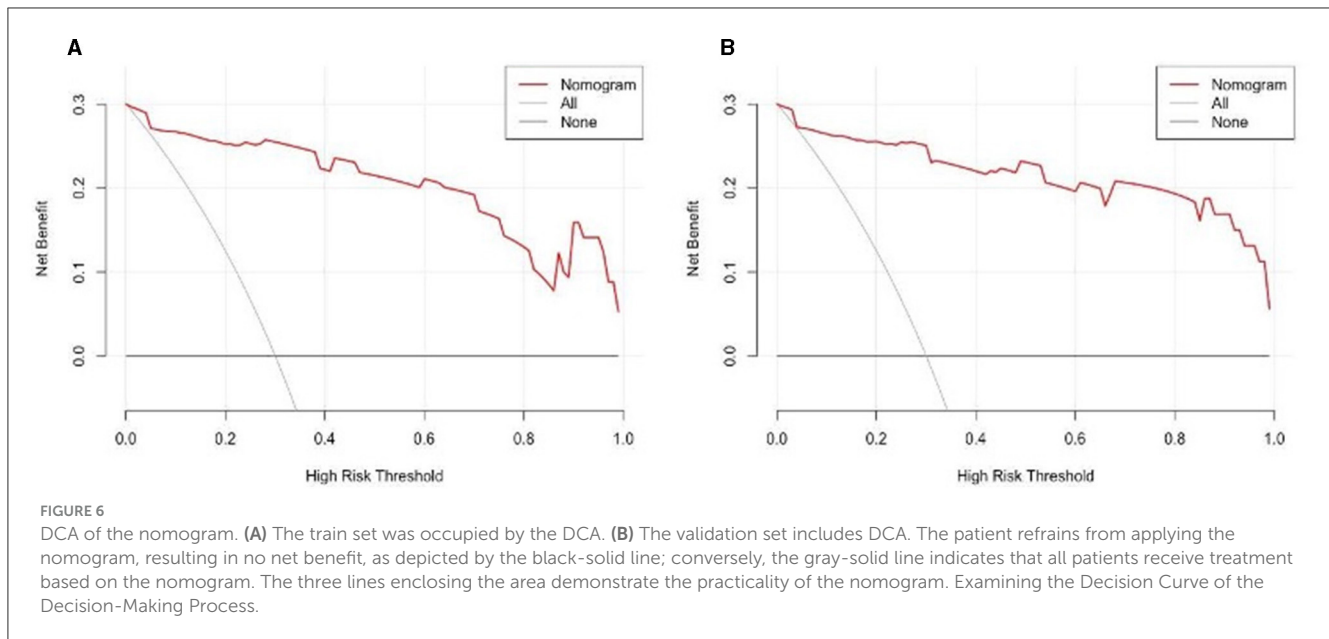 A
B
Nomogram
All
None
Nomogram
All
None
Net Benefit
0.3
0.2
0.1
0.0
Net Benefit
0.3
0.2
0.1
0.0
0.0 0.2 0.4 0.6 0.8 1.0
0.0 0.2 0.4 0.6 0.8 1.0
High Risk Threshold
High Risk Threshold
FIGURE 6
DCA of the nomogram. (A) The train set was occupied by the DCA. (B) The validation set includes DCA. The patient refrains from applying the
nomogram, resulting in no net benefit, as depicted by the black-solid line; conversely, the gray-solid line indicates that all patients receive treatment
based on the nomogram. The three lines enclosing the area demonstrate the practicality of the nomogram. Examining the Decision Curve of the
Decision-Making Process.